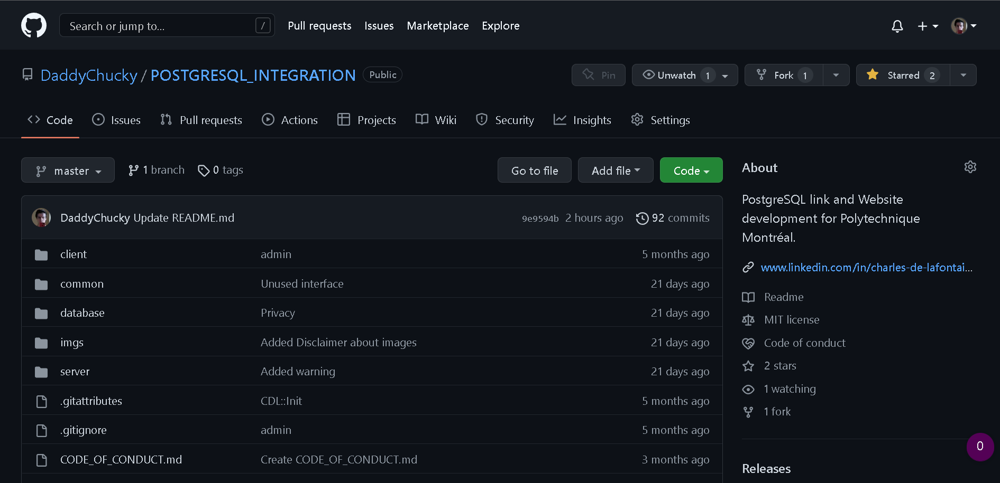 Search or jump to... / Pull requests Issues Marketplace Explore
DaddyChucky / POSTGRESQL_INTEGRATION Public Pin Unwatch 1 Fork 1 Starred 2
Code Issues Pull requests Actions Projects Wiki Security Insights Settings
master 1 branch 0 tags Go to file Add file Code
DaddyChucky Update README.md 9e9594b 2 hours ago 92 commits
client admin 5 months ago
common Unused interface 21 days ago
database Privacy 21 days ago
imgs Added Disclaimer about images 21 days ago
server Added warning 21 days ago
.gitattributes CDL::Init 5 months ago
.gitignore admin 5 months ago
CODE_OF_CONDUCT.md Create CODE_OF_CONDUCT.md 3 months ago
About
PostgreSQL link and Website
development for Polytechnique
Montréal.
www.linkedin.com/in/charles-de-lafontai...
Readme
MIT license
Code of conduct
2 stars
1 watching
1 fork
0
Releases